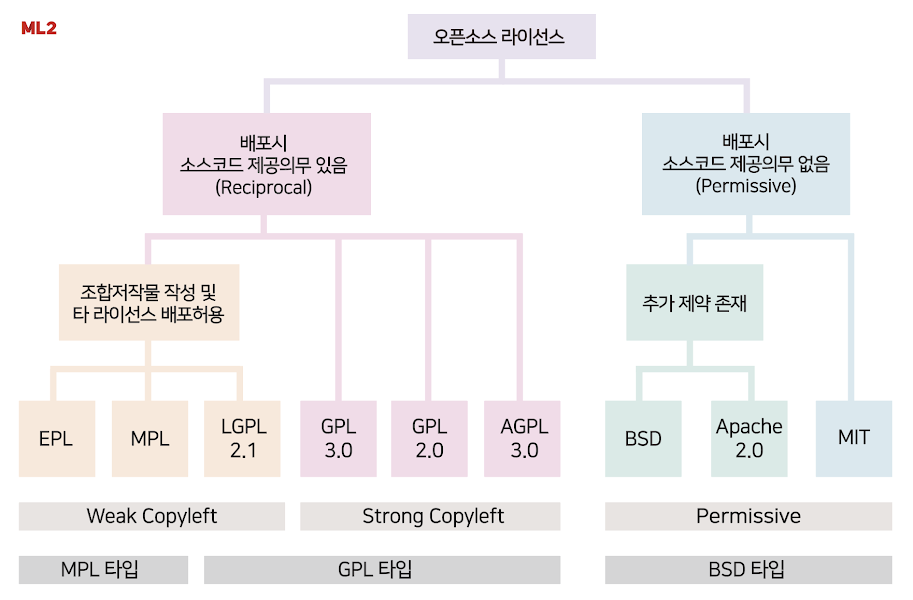 ML2
오픈소스 라이선스
배포시
소스코드 제공의무 있음
(Reciprocal)
배포시
소스코드 제공의무 없음
(Permissive)
조합저작물 작성 및
타 라이선스 배포허용
추가 제약 존재
EPL
MPL
LGPL
2.1
GPL
3.0
GPL
2.0
AGPL
3.0
BSD
Apache
2.0
MIT
Weak Copyleft
Strong Copyleft
Permissive
MPL 타입
GPL 타입
BSD 타입